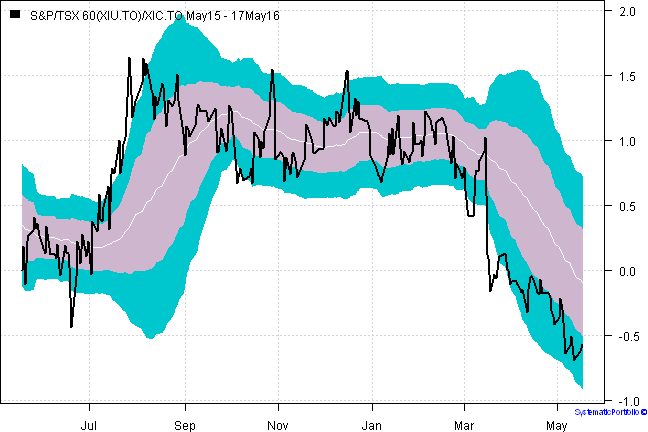 S&P/TSX 60(XIU.TO)/XIC.TO May15 - 17May16
2.0
1.5
1.0
0.5
0.0
-0.5
-1.0
Jul Sep Nov Jan Mar May
SystematicPortfolio ©